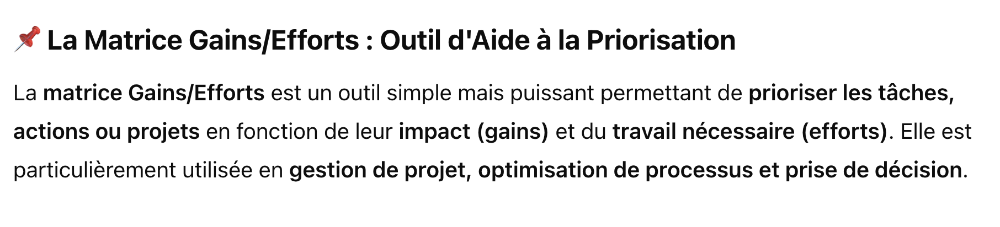 📌 La Matrice Gains/Efforts : Outil d'Aide à la Priorisation
La matrice Gains/Efforts est un outil simple mais puissant permettant de prioriser les tâches,
actions ou projets en fonction de leur impact (gains) et du travail nécessaire (efforts). Elle est
particulièrement utilisée en gestion de projet, optimisation de processus et prise de décision.